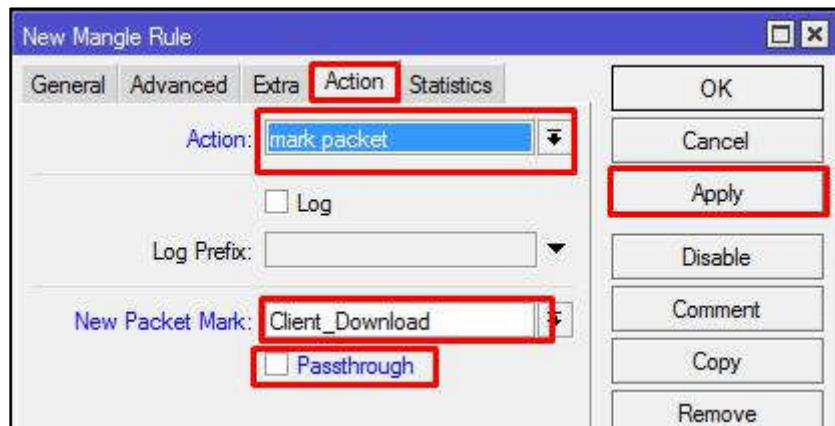 New Mangle Rule
General Advanced Extra Action Statistics
OK
Action: mark packet
Cancel
Log
Apply
Log Prefix:
Disable
New Packet Mark: Client_Download
Comment
Passthrough
Copy
Remove